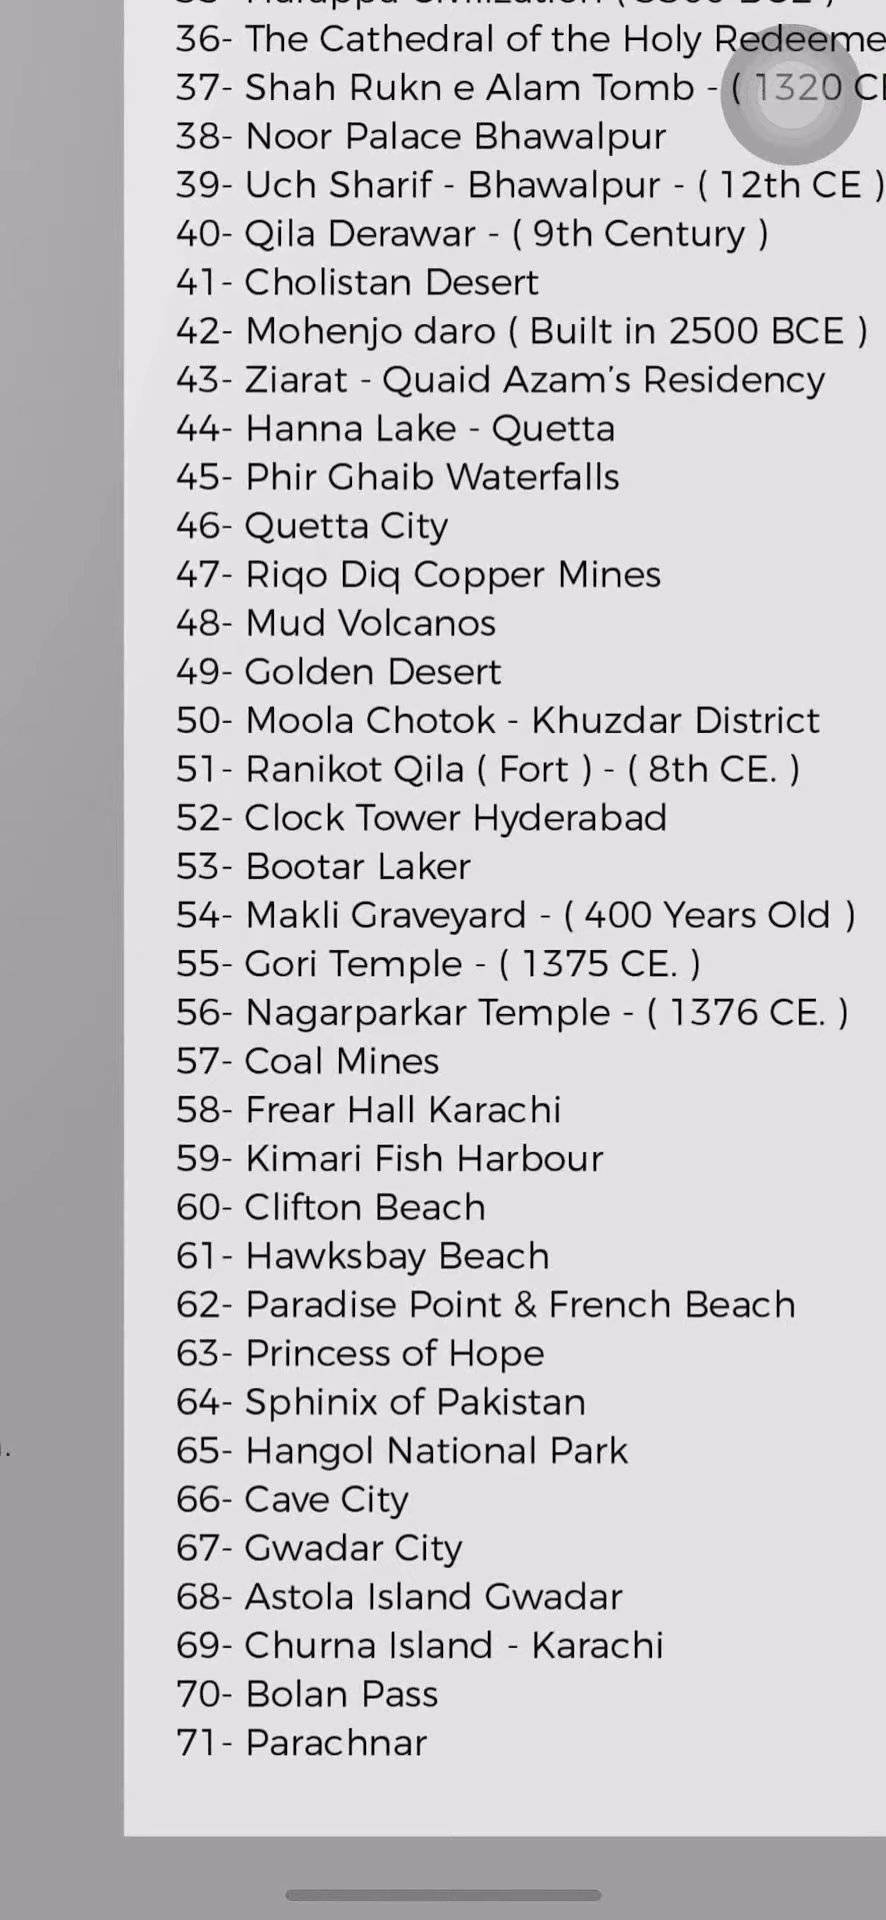 36- The Cathedral of the Holy Redeeme
37- Shah Rukn e Alam Tomb - ( 1320 CE
38- Noor Palace Bhawalpur
39- Uch Sharif - Bhawalpur - ( 12th CE )
40- Qila Derawar - ( 9th Century )
41- Cholistan Desert
42- Mohenjo daro ( Built in 2500 BCE )
43- Ziarat - Quaid Azam's Residency
44- Hanna Lake - Quetta
45- Phir Ghaib Waterfalls
46- Quetta City
47- Riqo Diq Copper Mines
48- Mud Volcanos
49- Golden Desert
50- Moola Chotok - Khuzdar District
51- Ranikot Qila ( Fort ) - ( 8th CE. )
52- Clock Tower Hyderabad
53- Bootar Laker
54- Makli Graveyard - ( 400 Years Old )
55- Gori Temple - ( 1375 CE. )
56- Nagarparkar Temple - ( 1376 CE. )
57- Coal Mines
58- Frear Hall Karachi
59- Kimari Fish Harbour
60- Clifton Beach
61- Hawksbay Beach
62- Paradise Point & French Beach
63- Princess of Hope
64- Sphinix of Pakistan
65- Hangol National Park
66- Cave City
67- Gwadar City
68- Astola Island Gwadar
69- Churna Island - Karachi
70- Bolan Pass
71- Parachnar